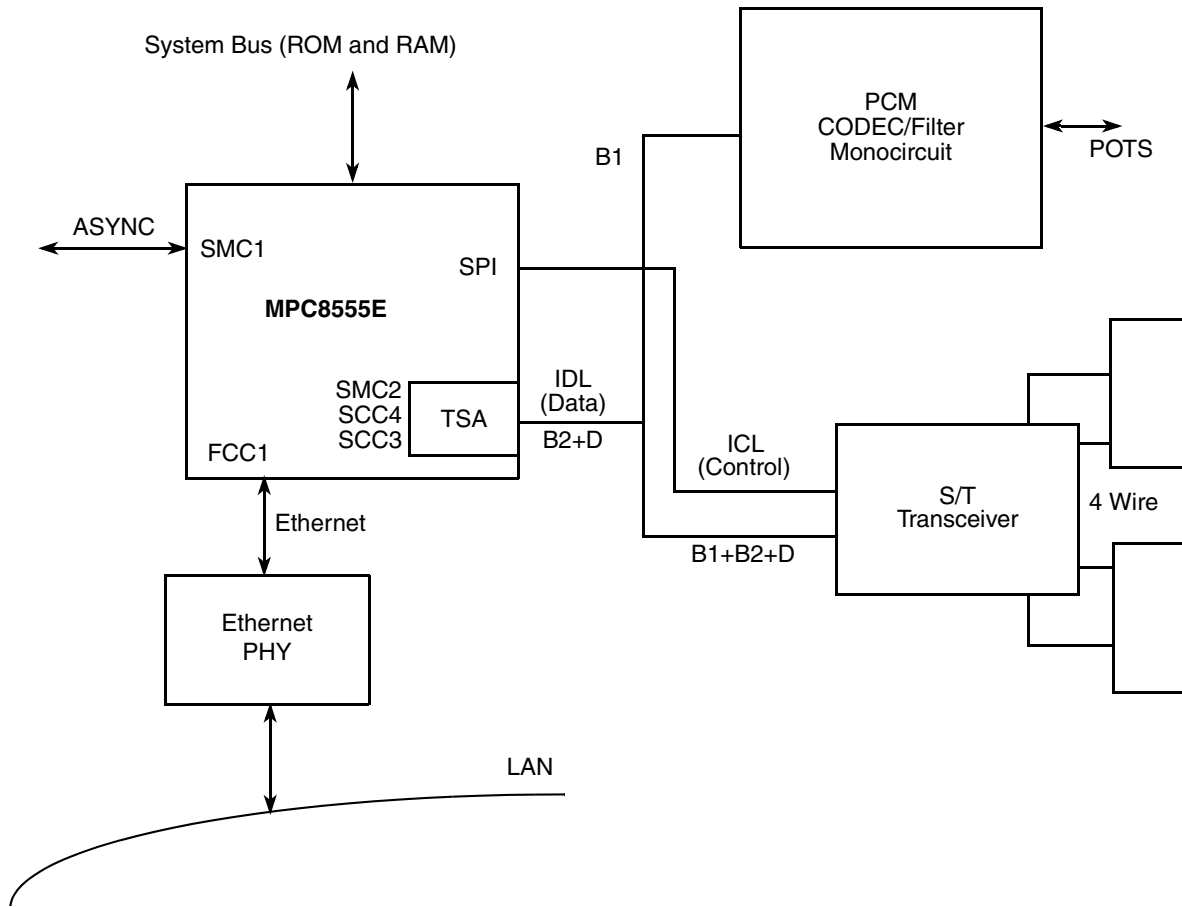 System Bus (ROM and RAM)
PCM
CODEC/Filter
Monocircuit
POTS
B1
ASYNC
SMC1
SPI
MPC8555E
IDL
(Data)
SMC2
SCC4
SCC3
TSA
B2+D
FCC1
ICL
(Control)
S/T
Transceiver
4 Wire
Ethernet
B1+B2+D
Ethernet
PHY
LAN